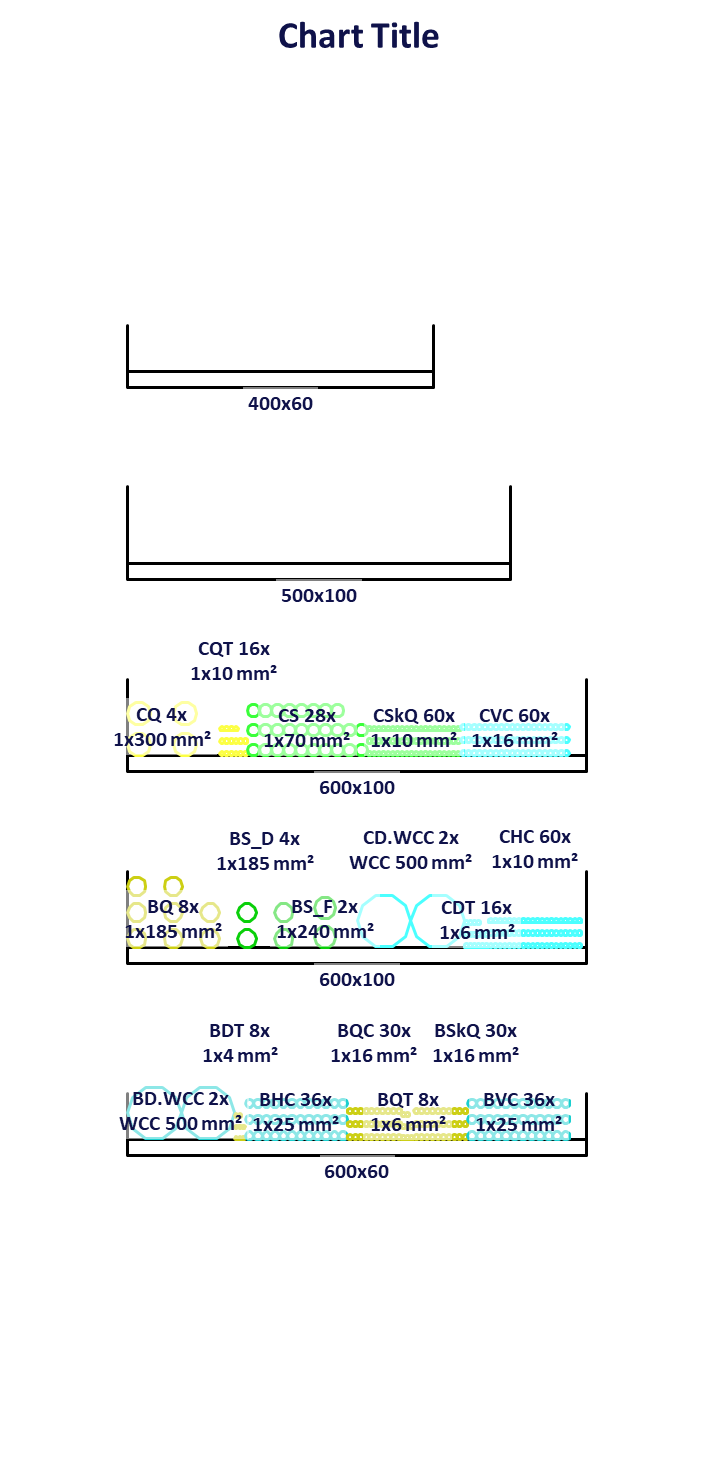 Chart Title
400x60
500x100
CQT 16x
1x10 mm²
CQ 4x
1x300 mm²
CS 28x
1x70 mm²
CSkQ 60x
1x10 mm²
CVC 60x
1x16 mm²
600x100
BS_D 4x
1x185 mm²
CD.WCC 2x
WCC 500 mm²
CHC 60x
1x10 mm²
BQ 8x
1x185 mm²
BS_F 2x
1x240 mm²
CDT 16x
1x6 mm²
600x100
BDT 8x
1x4 mm²
BQC 30x
1x16 mm²
BSkQ 30x
1x16 mm²
BD.WCC 2x
WCC 500 mm²
BHC 36x
1x25 mm²
BQT 8x
1x6 mm²
BVC 36x
1x25 mm²
600x60